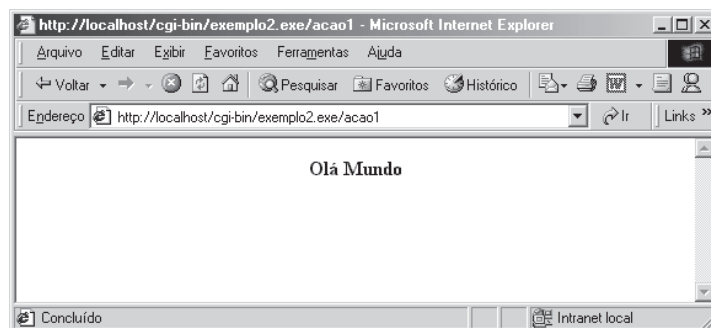 http://localhost/cgi-bin/exemplo2.exe/acao1 - Microsoft Internet Explorer
Arquivo Editar Exibir Favoritos Ferramentas Ajuda
Voltar Pesquisar Favoritos Histórico
Endereço http://localhost/cgi-bin/exemplo2.exe/acao1 Ir Links »
Olá Mundo
Concluído Intranet local